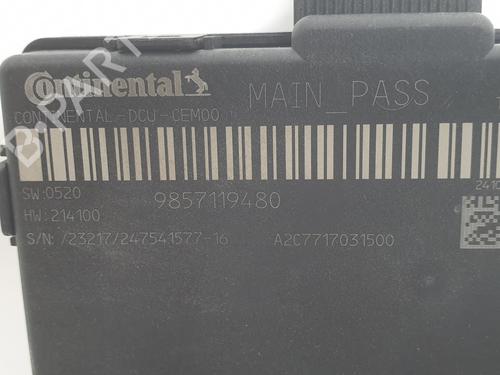 Continental MAIN_PASS
CONTINENTAL-DCU-CEM00
SW:0520 9857119480 2410
HW:214100
S/N: /23217/247541577-16 A2C7717031500